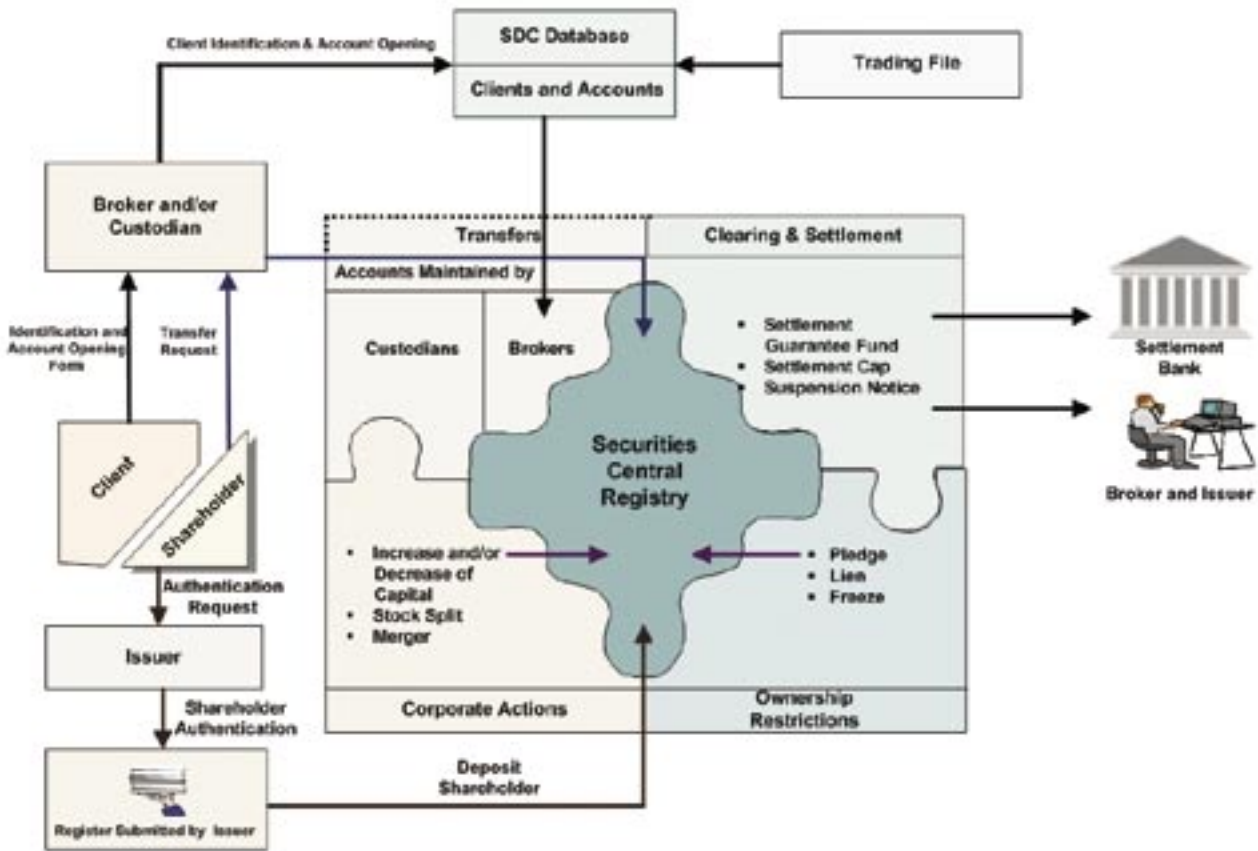 Client Identification & Account Opening
SDC Database
Clients and Accounts
Trading File
Broker and/or
Custodian
Transfers
Clearing & Settlement
Accounts Maintained by
Identification and
Account Opening
Form
Transfer
Request
Custodians
Brokers
• Settlement
Guarantee Fund
• Settlement Cap
• Suspension Notice
Settlement
Bank
Broker and Issuer
Client
Shareholder
Securities
Central
Registry
• Increase and/or
Decrease of
Capital
• Stock Split
• Merger
• Pledge
• Lien
• Freeze
Authentication
Request
Issuer
Shareholder
Authentication
Corporate Actions
Ownership
Restrictions
Deposit
Shareholder
Register Submitted by Issuer